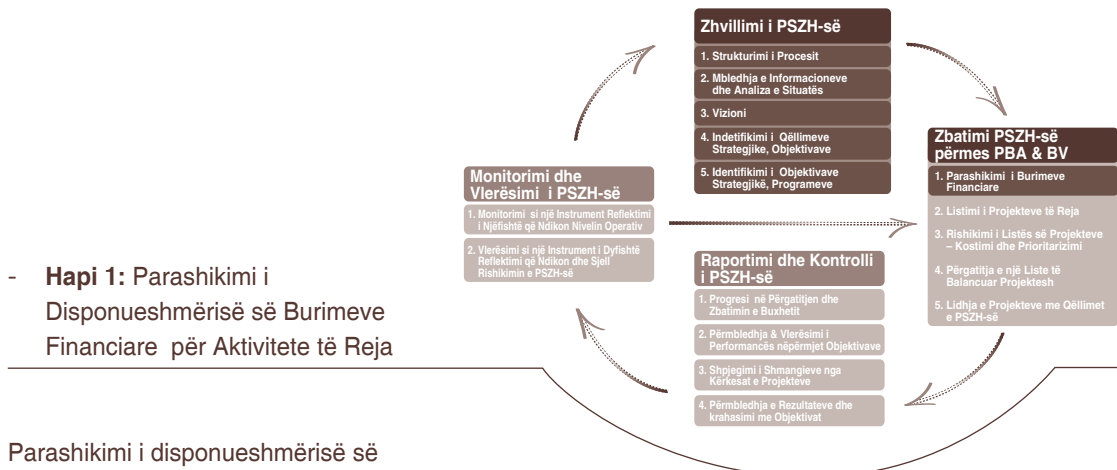 Zhvillimi i PSZH-së
1. Strukturimi i Procesit
2. Mbledhja e Informacioneve
dhe Analiza e Situatës
3. Vizioni
4. Indetifikimi i Qëllimeve
Strategjike, Objektivave
5. Identifikimi i Objektivave
Strategjikë, Programeve
Zbatimi PSZH-së
përmes PBA & BV
1. Parashikimi i Burimeve
Financiare
2. Listimi i Projekteve të Reja
3. Rishikimi i Listës së Projekteve
– Kostimi dhe Prioritarizimi
4. Përgatitja e një Liste të
Balancuar Projektesh
5. Lidhja e Projekteve me Qëllimet
e PSZH-së
Monitorimi dhe
Vlerësimi i PSZH-së
1. Monitorimi si një Instrument Reflektimi
i Njëfishtë që Ndikon Nivelin Operativ
2. Vlerësimi si një Instrument i Dyfishtë
Reflektimi që Ndikon dhe Sjell
Rishikimin e PSZH-së
Raportimi dhe Kontrolli
i PSZH-së
1. Progresi në Përgatitjen dhe
Zbatimin e Buxhetit
2. Përmbledhja & Vlerësimi i
Performancës nëpërmjet Objektivave
3. Shpjegimi i Shmangieve nga
Kërkesat e Projekteve
4. Përmbledhja e Rezultateve dhe
krahasimi me Objektivat
- Hapi 1: Parashikimi i
Disponueshmërisë së Burimeve
Financiare për Aktivitete të Reja
Parashikimi i disponueshmërisë së